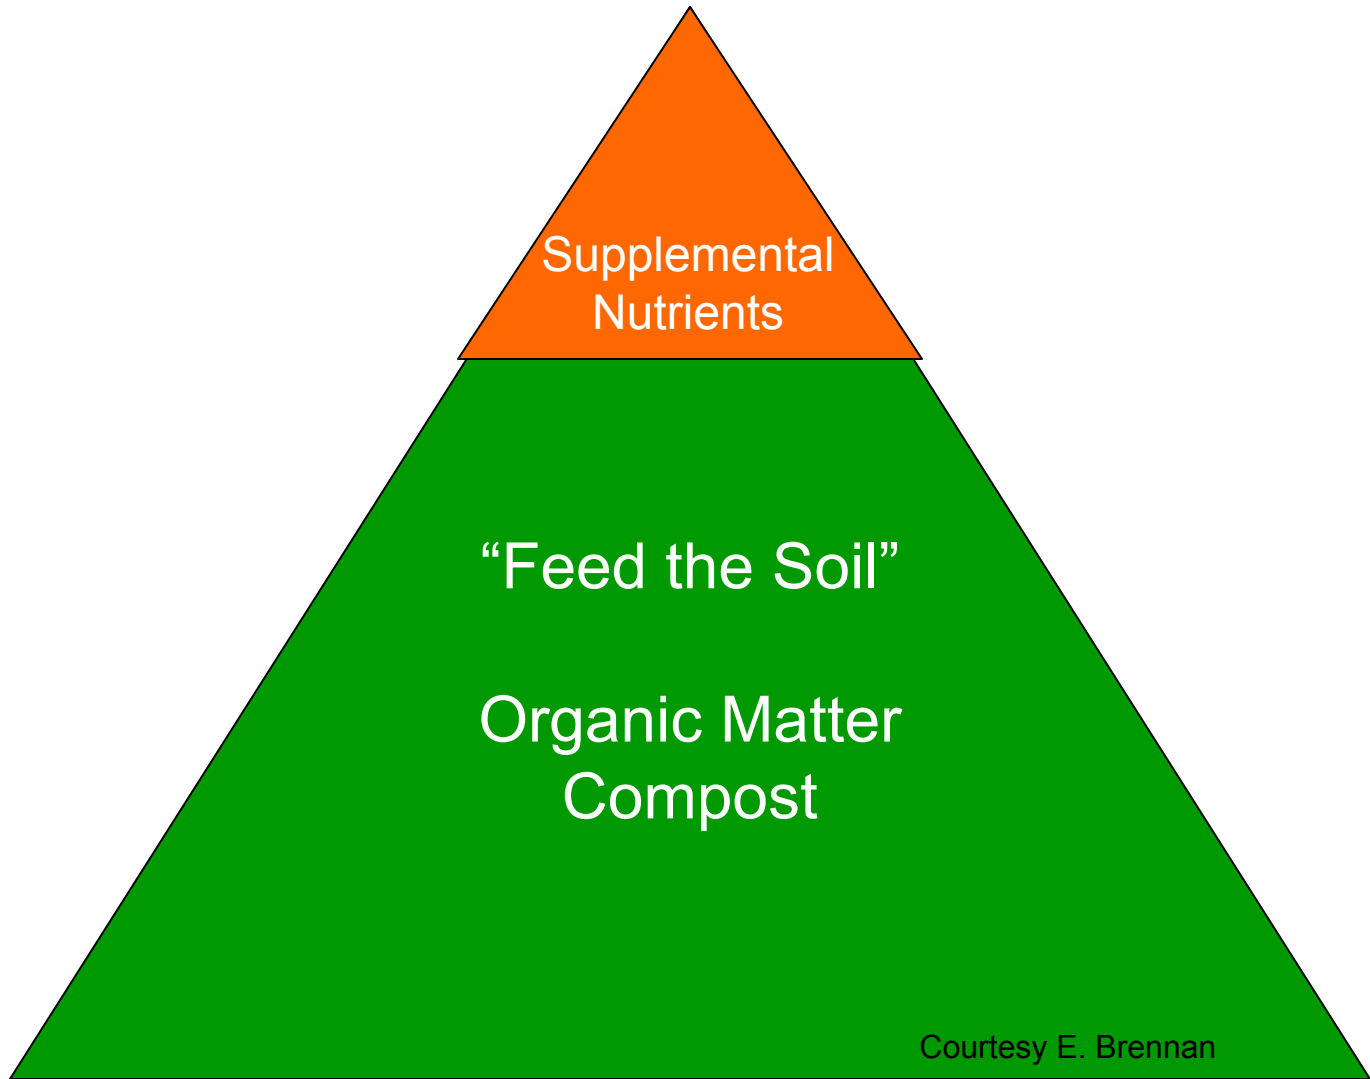 Supplemental
Nutrients
“Feed the Soil”
Organic Matter
Compost
Courtesy E. Brennan